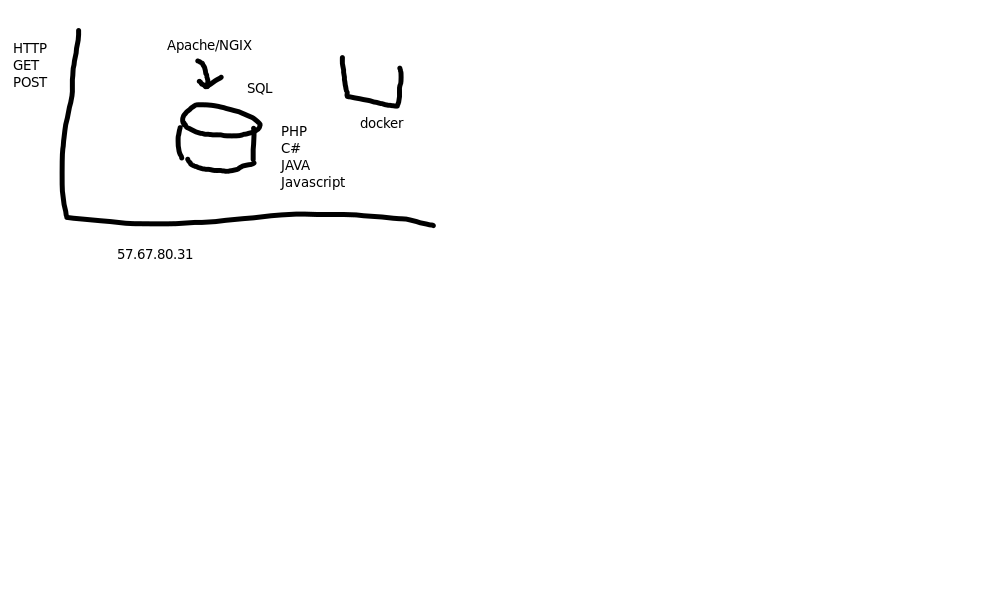 HTTP
GET
POST
Apache/NGIX
SQL
PHP
C#
JAVA
Javascript
docker
57.67.80.31